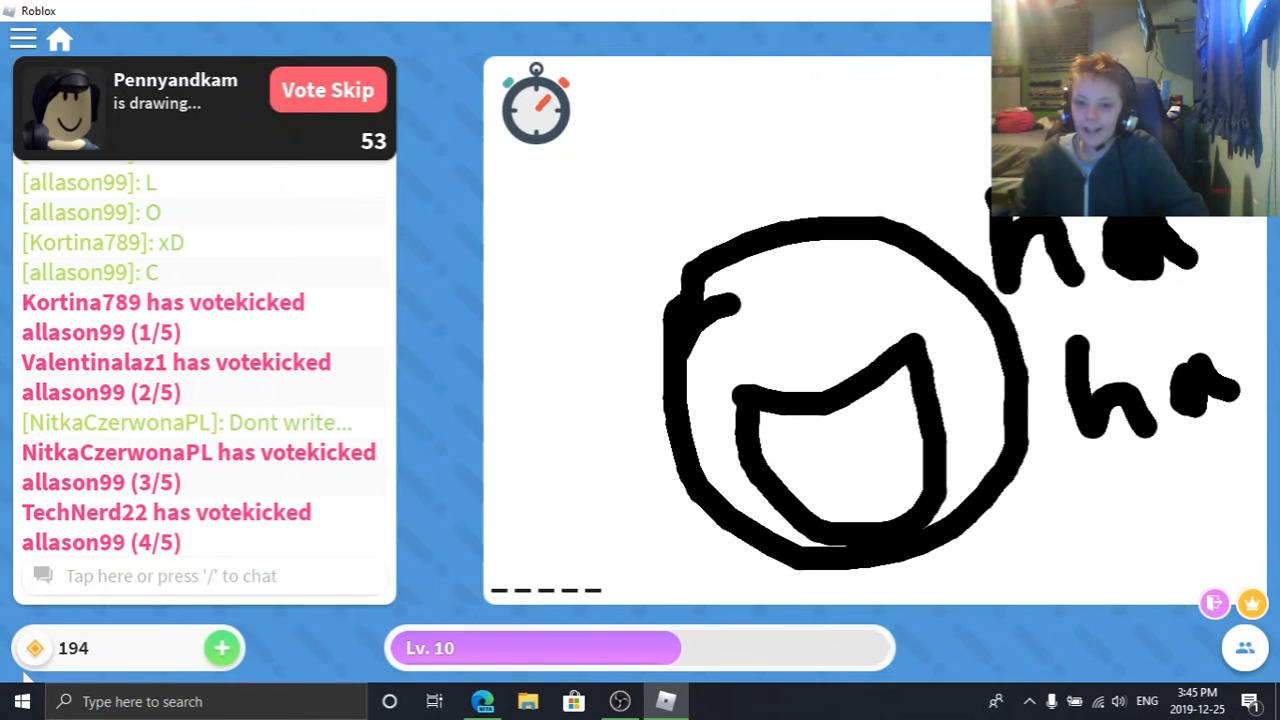 Roblox
Pennyandkam
is drawing...
Vote Skip
53
[allason99]: L
[allason99]: O
[Kortina789]: xD
[allason99]: C
Kortina789 has votekicked
allason99 (1/5)
Valentinalaz1 has votekicked
allason99 (2/5)
[NitkaCzerwonaPL]: Dont write...
NitkaCzerwonaPL has votekicked
allason99 (3/5)
TechNerd22 has votekicked
allason99 (4/5)
Tap here or press '/' to chat
ha
ha
_ _ _ _ _
194
Lv. 10
Type here to search
BETA
ENG
3:45 PM
2019-12-25
1